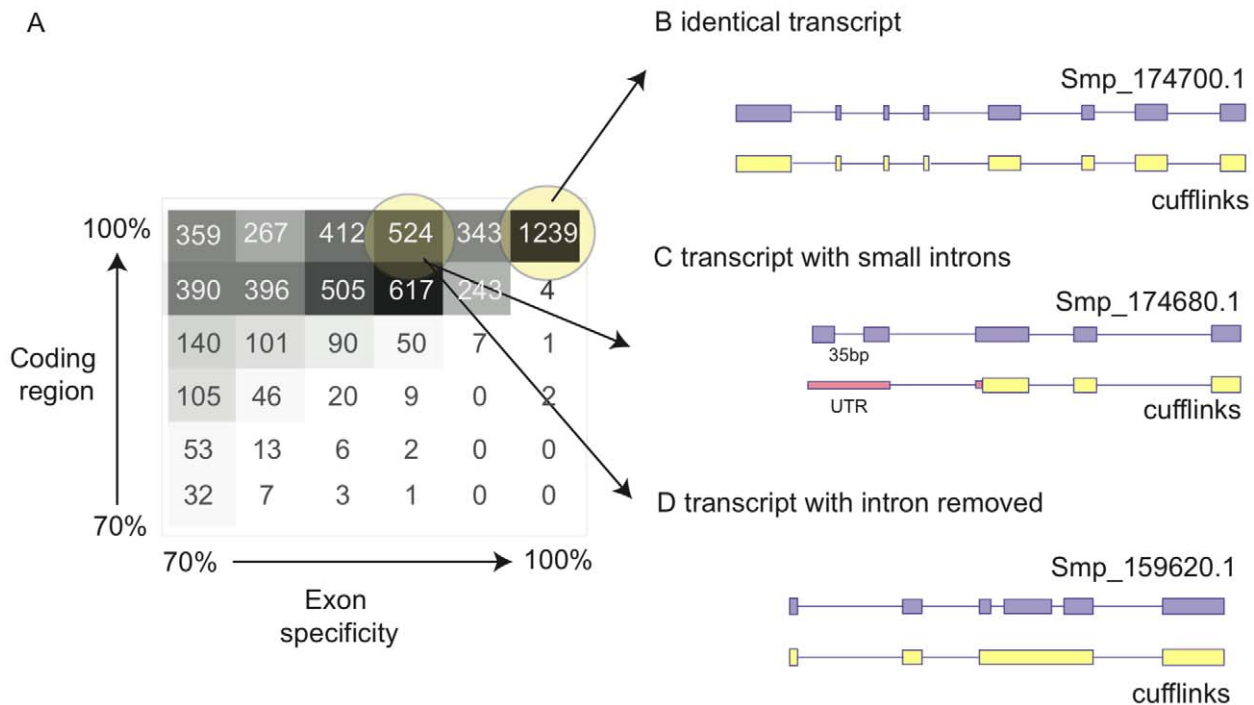 A
100%
Coding
region
70%
359 267 412 524 343 1239
390 396 505 617 243 4
140 101 90 50 7 1
105 46 20 9 0 2
53 13 6 2 0 0
32 7 3 1 0 0
70% 100%
Exon
specificity
B identical transcript
Smp_174700.1
cufflinks
C transcript with small introns
Smp_174680.1
35bp
UTR
cufflinks
D transcript with intron removed
Smp_159620.1
cufflinks